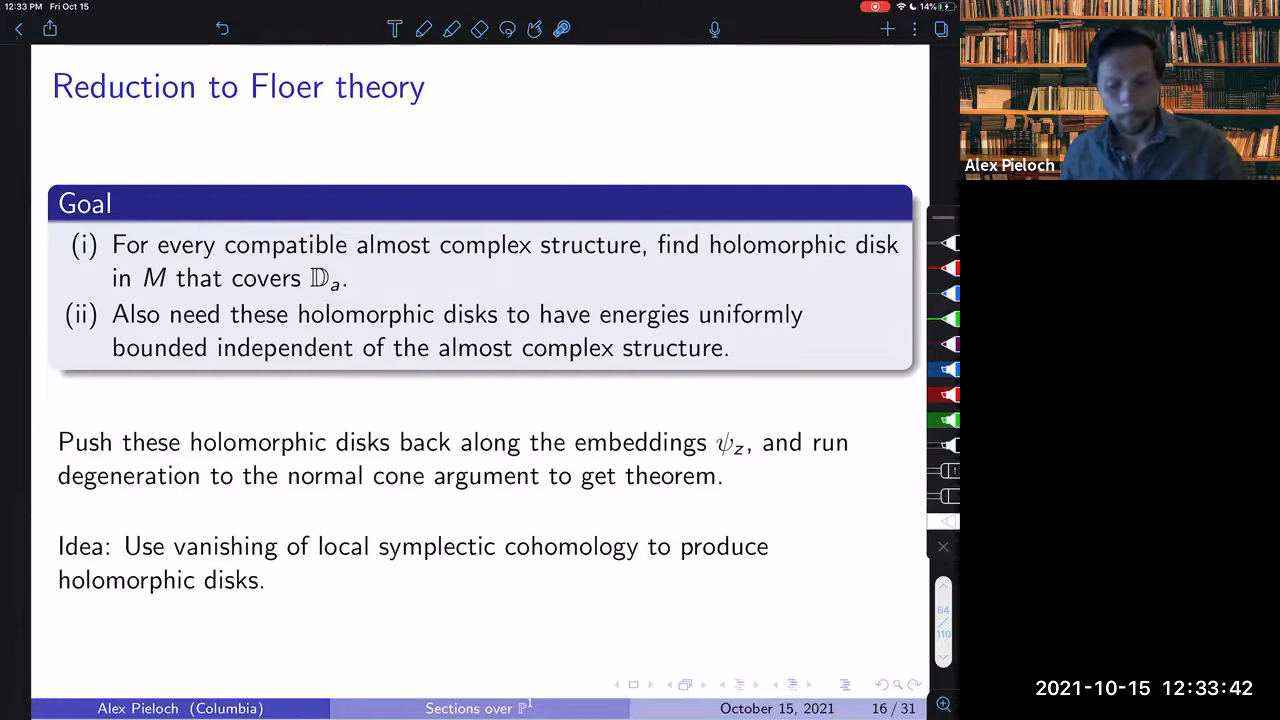 12:33 PM Fri Oct 15
14%
Reduction to Floer theory
Goal
(i) For every compatible almost complex structure, find holomorphic disk
in M that covers 𝔻ₐ.
(ii) Also need these holomorphic disks to have energies uniformly
bounded independent of the almost complex structure.
Push these holomorphic disks back along the embeddings ψ_z, and run
degeneration to the normal cone argument to get theorem.
Idea: Use vanishing of local symplectic cohomology to produce
holomorphic disks.
Alex Pieloch (Columbia)
Sections over ℙ¹
October 15, 2021
16 / 31
64
/
110
Alex Pieloch
2021-10-15 12:33:42